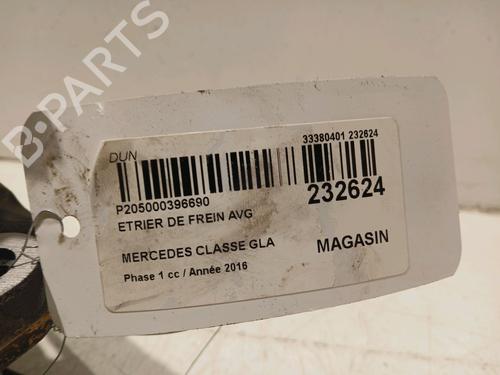 B-PARTS
DUN
33380401 232624
P205000396690
232624
ETRIER DE FREIN AVG
MERCEDES CLASSE GLA
MAGASIN
Phase 1 cc / Année 2016